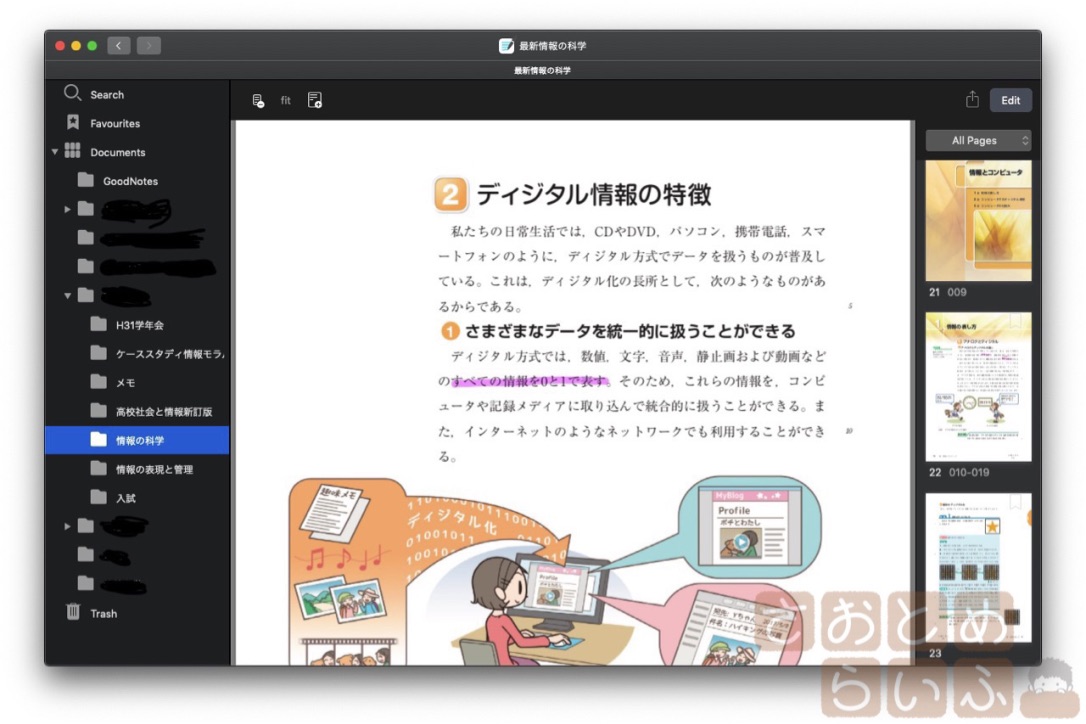 最新情報の科学
最新情報の科学
Search
Favourites
Documents
GoodNotes
H31学年会
ケーススタディ情報モラ
メモ
高校社会と情報新訂版
情報の科学
情報の表現と管理
入試
Trash
fit
Edit
2 ディジタル情報の特徴
私たちの日常生活では，CDやDVD，パソコン，携帯電話，スマ
ートフォンのように，ディジタル方式でデータを扱うものが普及し
ている。これは，ディジタル化の長所として，次のようなものがあ
るからである。
5
1 さまざまなデータを統一的に扱うことができる
ディジタル方式では，数値，文字，音声，静止画および動画など
のすべての情報を0と1で表す。そのため，これらの情報を，コンピ
ュータや記録メディアに取り込んで統合的に扱うことができる。ま
た，インターネットのようなネットワークでも利用することができ
10
る。
趣味メモ
ディジタル化
MyBlog
Profile
ポチとわたし
MyBlog
Profile
宛先：Yちゃん
件名：ハイキングの写真
All Pages
情報とコンピュータ
21 009
情報の表し方
22 010-019
23
さおとめ
らいふ